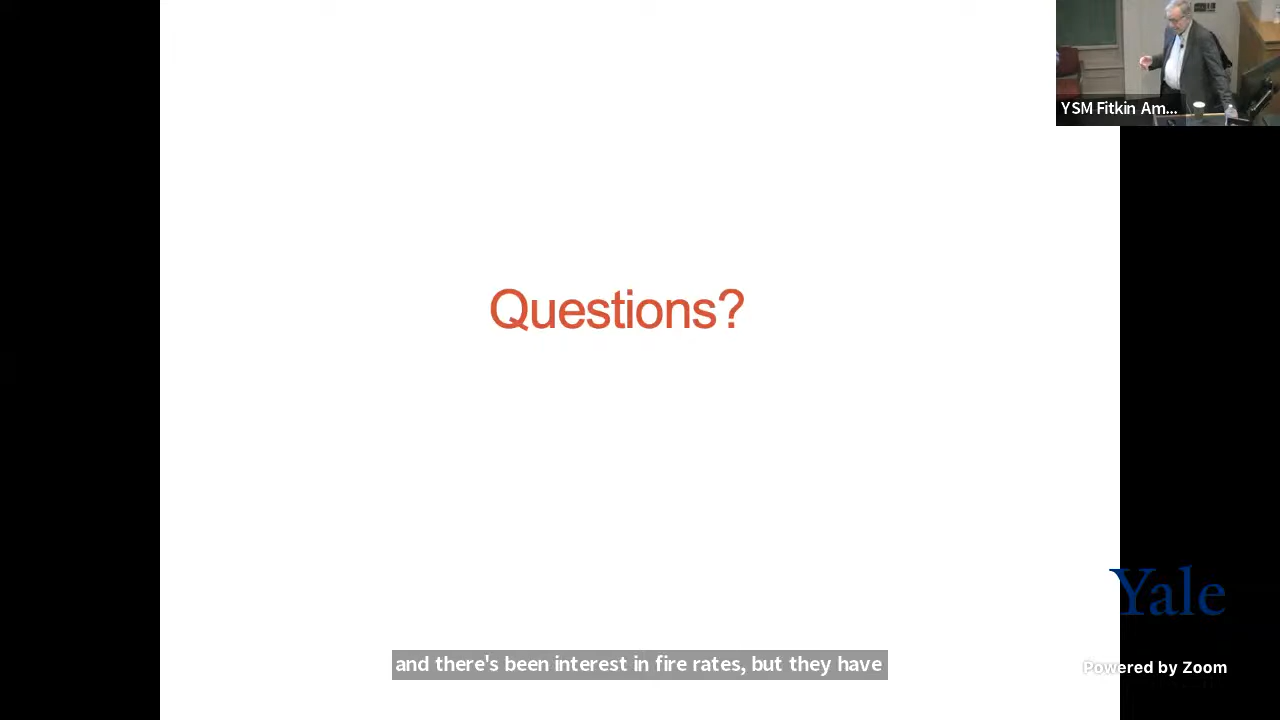 YSM Fitkin Am...
Questions?
Yale
and there's been interest in fire rates, but they have
Powered by Zoom